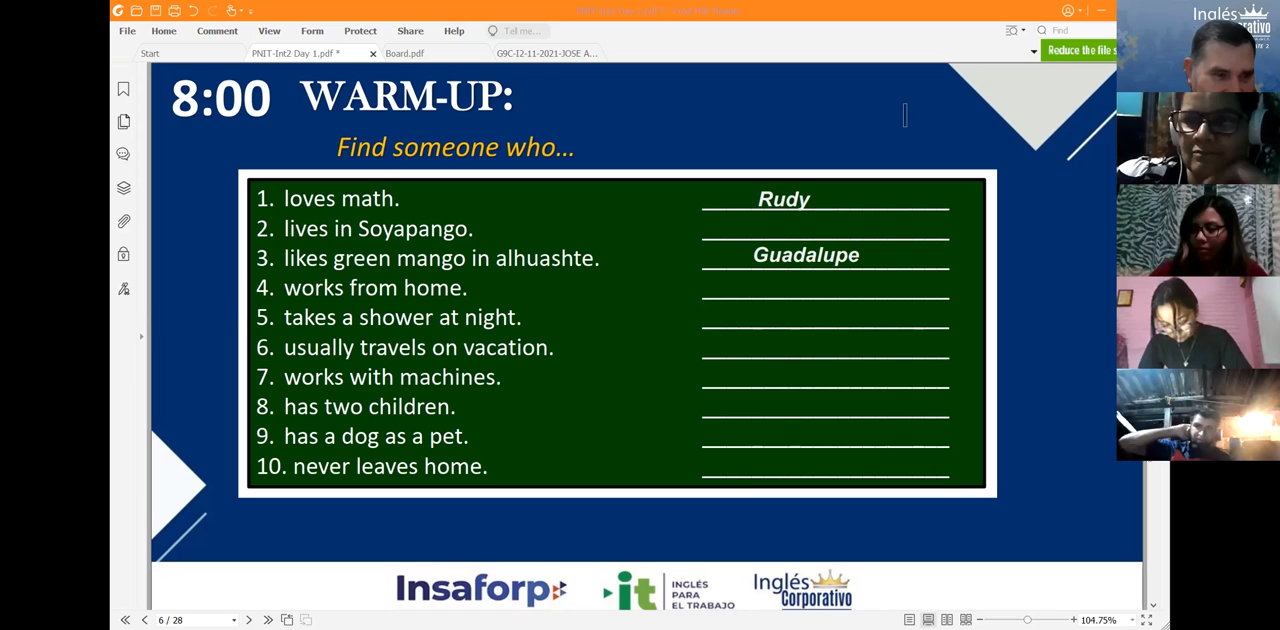 File Home Comment View Form Protect Share Help Tell me... Find
Start PNIT-Int2 Day 1.pdf * Board.pdf G9C-I2-11-2021-JOSE A... Reduce the file s
Inglés
8:00 WARM-UP:
Find someone who...
1. loves math. Rudy
2. lives in Soyapango.
3. likes green mango in alhuashte. Guadalupe
4. works from home.
5. takes a shower at night.
6. usually travels on vacation.
7. works with machines.
8. has two children.
9. has a dog as a pet.
10. never leaves home.
Insaforp it INGLÉS PARA EL TRABAJO Inglés Corporativo
6 / 28 104.75%